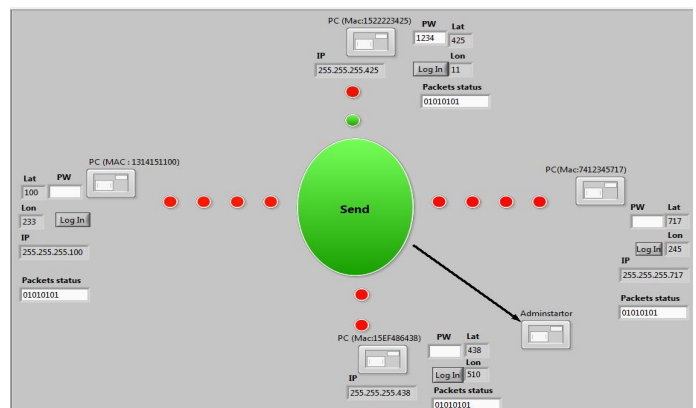 PC (Mac:1522223425)
PW
Lat
1234
425
IP
Lon
255.255.255.425
Log In
11
Packets status
01010101
PC (MAC : 1314151100)
Lat
PW
100
Lon
233
Log In
IP
255.255.255.100
Packets status
01010101
Send
PC(Mac:7412345717)
PW
Lat
717
Lon
Log In
245
IP
255.255.255.717
Packets status
01010101
Adminstartor
PC (Mac:15EF486438)
PW
Lat
438
Lon
IP
Log In
510
255.255.255.438
Packets status
01010101